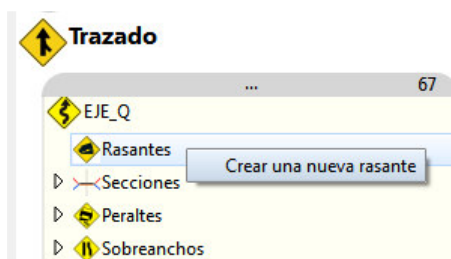 Trazado
... 67
EJE_Q
Rasantes
Crear una nueva rasante
Secciones
Peraltes
Sobreanchos